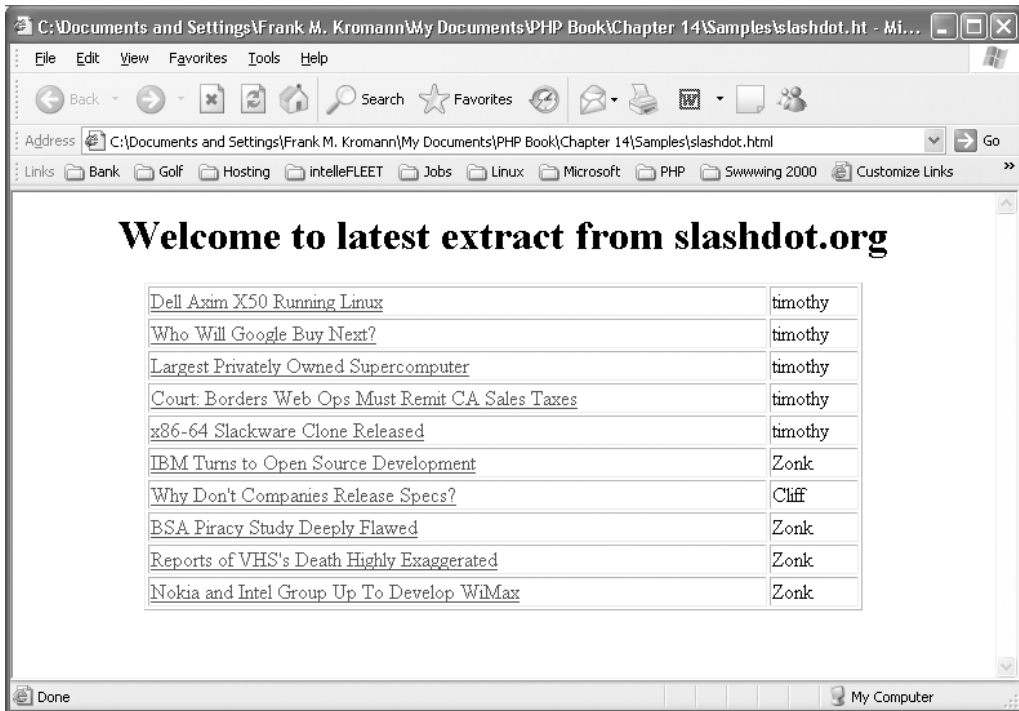 C:\Documents and Settings\Frank M. Kromann\My Documents\PHP Book\Chapter 14\Samples\slashdot.ht - Mi...
File Edit View Favorites Tools Help
Back Search Favorites W
Address C:\Documents and Settings\Frank M. Kromann\My Documents\PHP Book\Chapter 14\Samples\slashdot.html Go
Links Bank Golf Hosting intelleFLEET Jobs Linux Microsoft PHP Swwwing 2000 Customize Links »
Welcome to latest extract from slashdot.org
Dell Axim X50 Running Linux timothy
Who Will Google Buy Next? timothy
Largest Privately Owned Supercomputer timothy
Court: Borders Web Ops Must Remit CA Sales Taxes timothy
x86-64 Slackware Clone Released timothy
IBM Turns to Open Source Development Zonk
Why Don't Companies Release Specs? Cliff
BSA Piracy Study Deeply Flawed Zonk
Reports of VHS's Death Highly Exaggerated Zonk
Nokia and Intel Group Up To Develop WiMax Zonk
Done My Computer